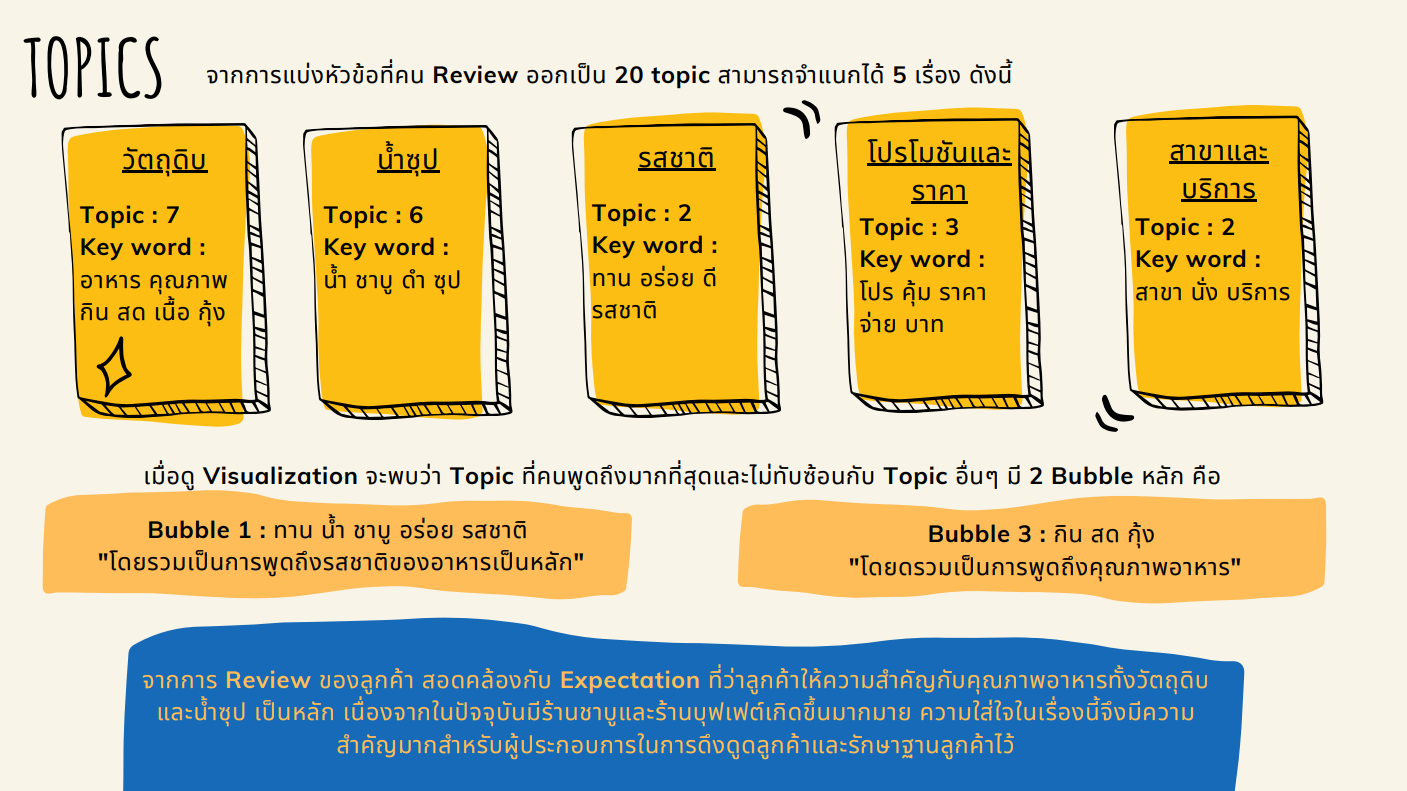 TOPICS
จากการแบ่งหัวข้อที่คน Review ออกเป็น 20 topic สามารถจำแนกได้ 5 เรื่อง ดังนี้
วัตถุดิบ
Topic : 7
Key word :
อาหาร คุณภาพ
กิน สด เนื้อ กุ้ง
น้ำซุป
Topic : 6
Key word :
น้ำ ชาบู ดำ ซุป
รสชาติ
Topic : 2
Key word :
ทาน อร่อย ดี
รสชาติ
โปรโมชันและ
ราคา
Topic : 3
Key word :
โปร คุ้ม ราคา
จ่าย บาท
สาขาและ
บริการ
Topic : 2
Key word :
สาขา นั่ง บริการ
เมื่อดู Visualization จะพบว่า Topic ที่คนพูดถึงมากที่สุดและไม่ทับซ้อนกับ Topic อื่นๆ มี 2 Bubble หลัก คือ
Bubble 1 : ทาน น้ำ ชาบู อร่อย รสชาติ
"โดยรวมเป็นการพูดถึงรสชาติของอาหารเป็นหลัก"
Bubble 3 : กิน สด กุ้ง
"โดยดรวมเป็นการพูดถึงคุณภาพอาหาร"
จากการ Review ของลูกค้า สอดคล้องกับ Expectation ที่ว่าลูกค้าให้ความสำคัญกับคุณภาพอาหารทั้งวัตถุดิบ
และน้ำซุป เป็นหลัก เนื่องจากในปัจจุบันมีร้านชาบูและร้านบุฟเฟต์เกิดขึ้นมากมาย ความใส่ใจในเรื่องนี้จึงมีความ
สำคัญมากสำหรับผู้ประกอบการในการดึงดูดลูกค้าและรักษาฐานลูกค้าไว้